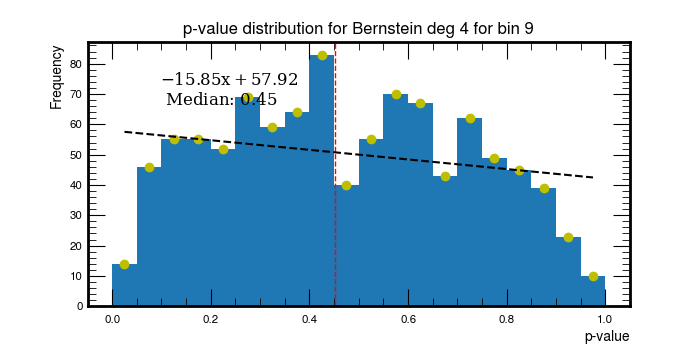 p-value distribution for Bernstein deg 4 for bin 9
Frequency
80
70
60
50
40
30
20
10
0
−15.85x + 57.92
Median: 0.45
0.0 0.2 0.4 0.6 0.8 1.0
p-value